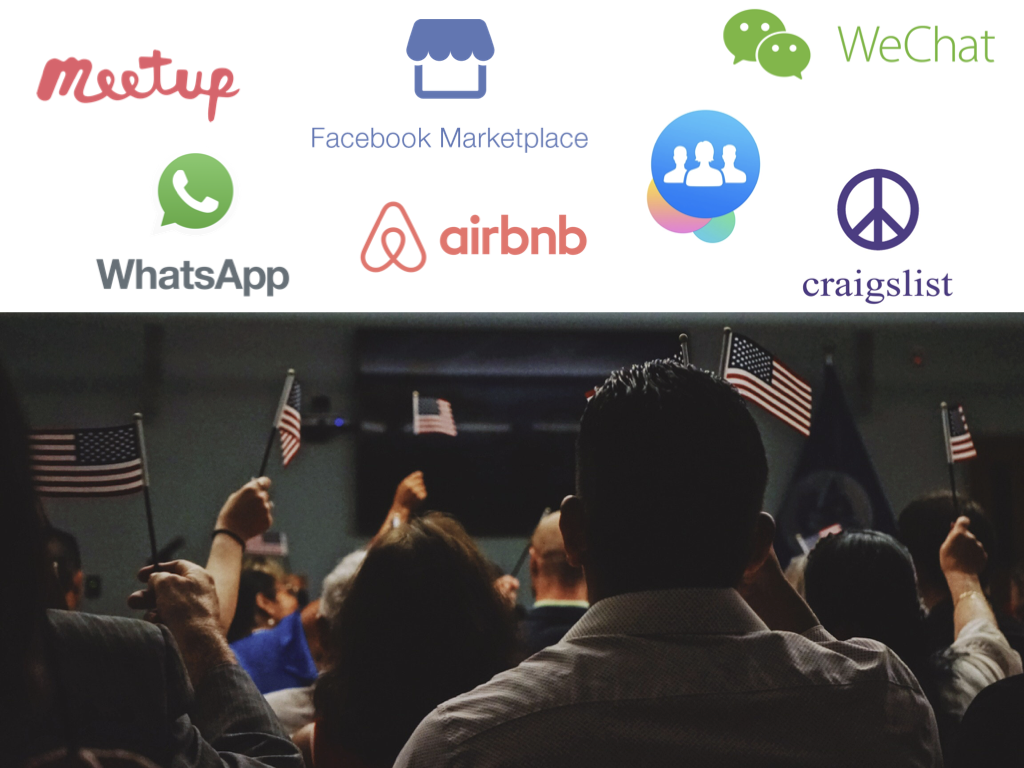 meetup
Facebook Marketplace
WeChat
WhatsApp
airbnb
craigslist